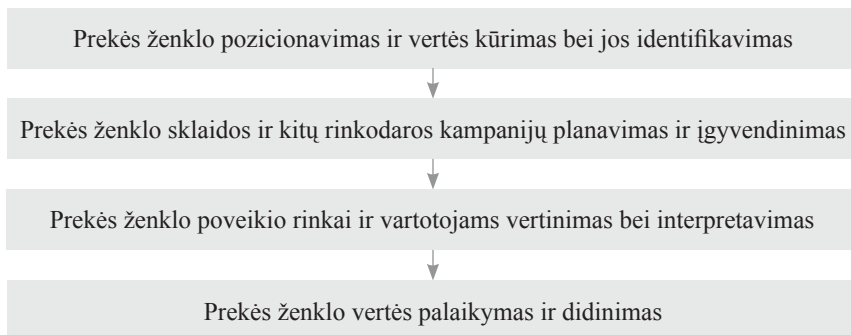 Prekės ženklo pozicionavimas ir vertės kūrimas bei jos identifikavimas
Prekės ženklo sklaidos ir kitų rinkodaros kampanijų planavimas ir įgyvendinimas
Prekės ženklo poveikio rinkai ir vartotojams vertinimas bei interpretavimas
Prekės ženklo vertės palaikymas ir didinimas